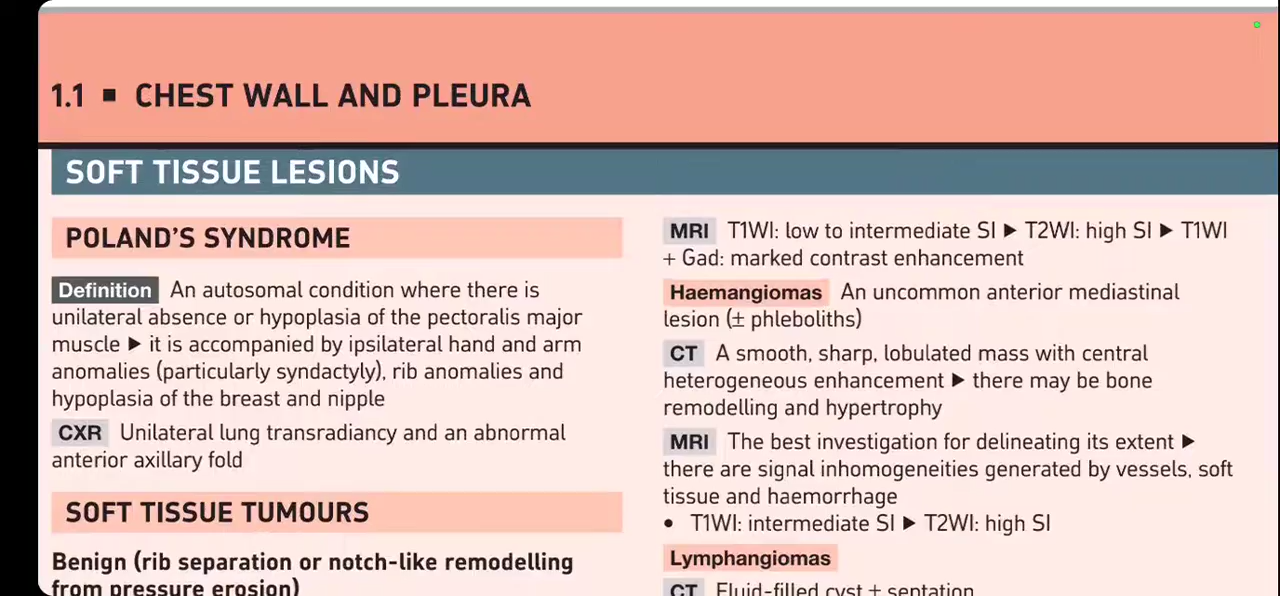 1.1 ■ CHEST WALL AND PLEURA
SOFT TISSUE LESIONS
POLAND'S SYNDROME
Definition An autosomal condition where there is
unilateral absence or hypoplasia of the pectoralis major
muscle ▶ it is accompanied by ipsilateral hand and arm
anomalies (particularly syndactyly), rib anomalies and
hypoplasia of the breast and nipple
CXR Unilateral lung transradiancy and an abnormal
anterior axillary fold
SOFT TISSUE TUMOURS
Benign (rib separation or notch-like remodelling
from pressure erosion)
MRI T1WI: low to intermediate SI ▶ T2WI: high SI ▶ T1WI
+ Gad: marked contrast enhancement
Haemangiomas An uncommon anterior mediastinal
lesion (± phleboliths)
CT A smooth, sharp, lobulated mass with central
heterogeneous enhancement ▶ there may be bone
remodelling and hypertrophy
MRI The best investigation for delineating its extent ▶
there are signal inhomogeneities generated by vessels, soft
tissue and haemorrhage
• T1WI: intermediate SI ▶ T2WI: high SI
Lymphangiomas
CT Fluid-filled cyst ± septation